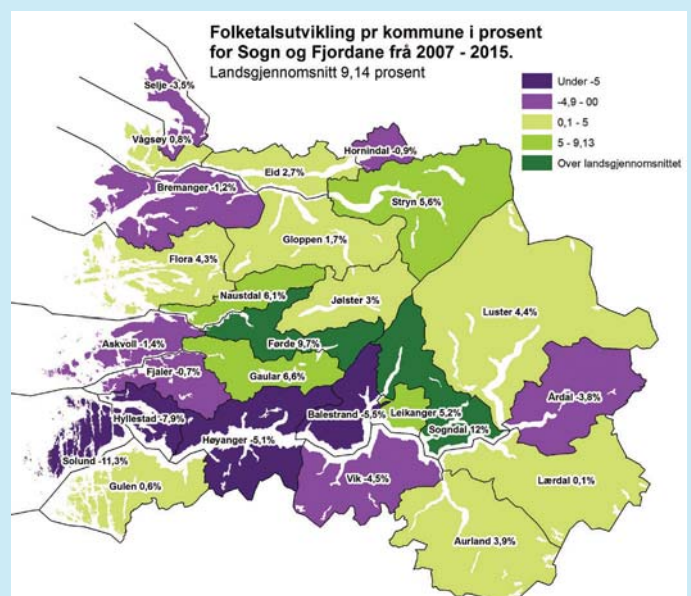 Folketalsutvikling pr kommune i prosent
for Sogn og Fjordane frå 2007 - 2015.
Landsgjennomsnitt 9,14 prosent
Under -5
-4,9 - 00
0,1 - 5
5 - 9,13
Over landsgjennomsnittet
Selje -3,5%
Vågsøy 0,8%
Hornindal -0,9%
Eid 2,7%
Bremanger -1,2%
Stryn 5,6%
Gloppen 1,7%
Flora 4,3%
Naustdal 6,1%
Jølster 3%
Luster 4,4%
Askvoll -1,4%
Førde 9,7%
Fjaler -0,7%
Gaular 6,6%
Årdal -3,8%
Hyllestad -7,9%
Balestrand -5,5%
Leikanger 5,2%
Høyanger -5,1%
Sogndal 12%
Solund -11,3%
Vik -4,5%
Lærdal 0,1%
Gulen 0,6%
Aurland 3,9%